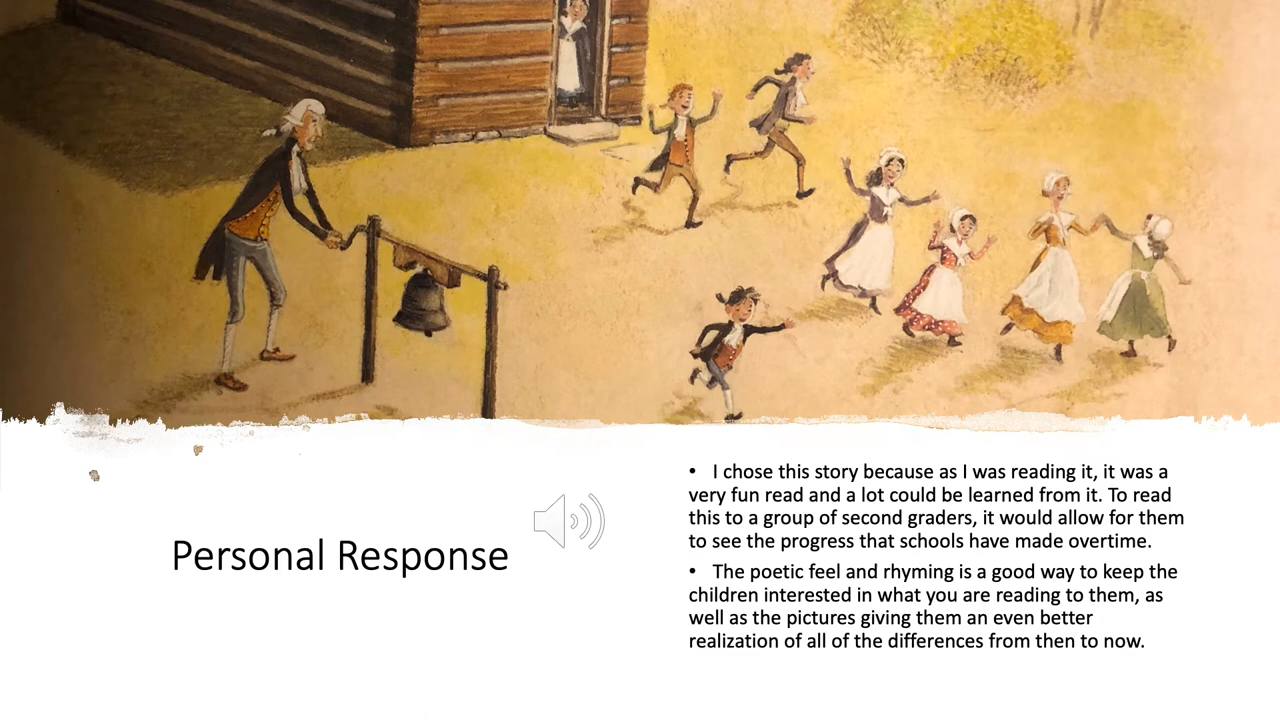 Personal Response
• I chose this story because as I was reading it, it was a
very fun read and a lot could be learned from it. To read
this to a group of second graders, it would allow for them
to see the progress that schools have made overtime.
• The poetic feel and rhyming is a good way to keep the
children interested in what you are reading to them, as
well as the pictures giving them an even better
realization of all of the differences from then to now.